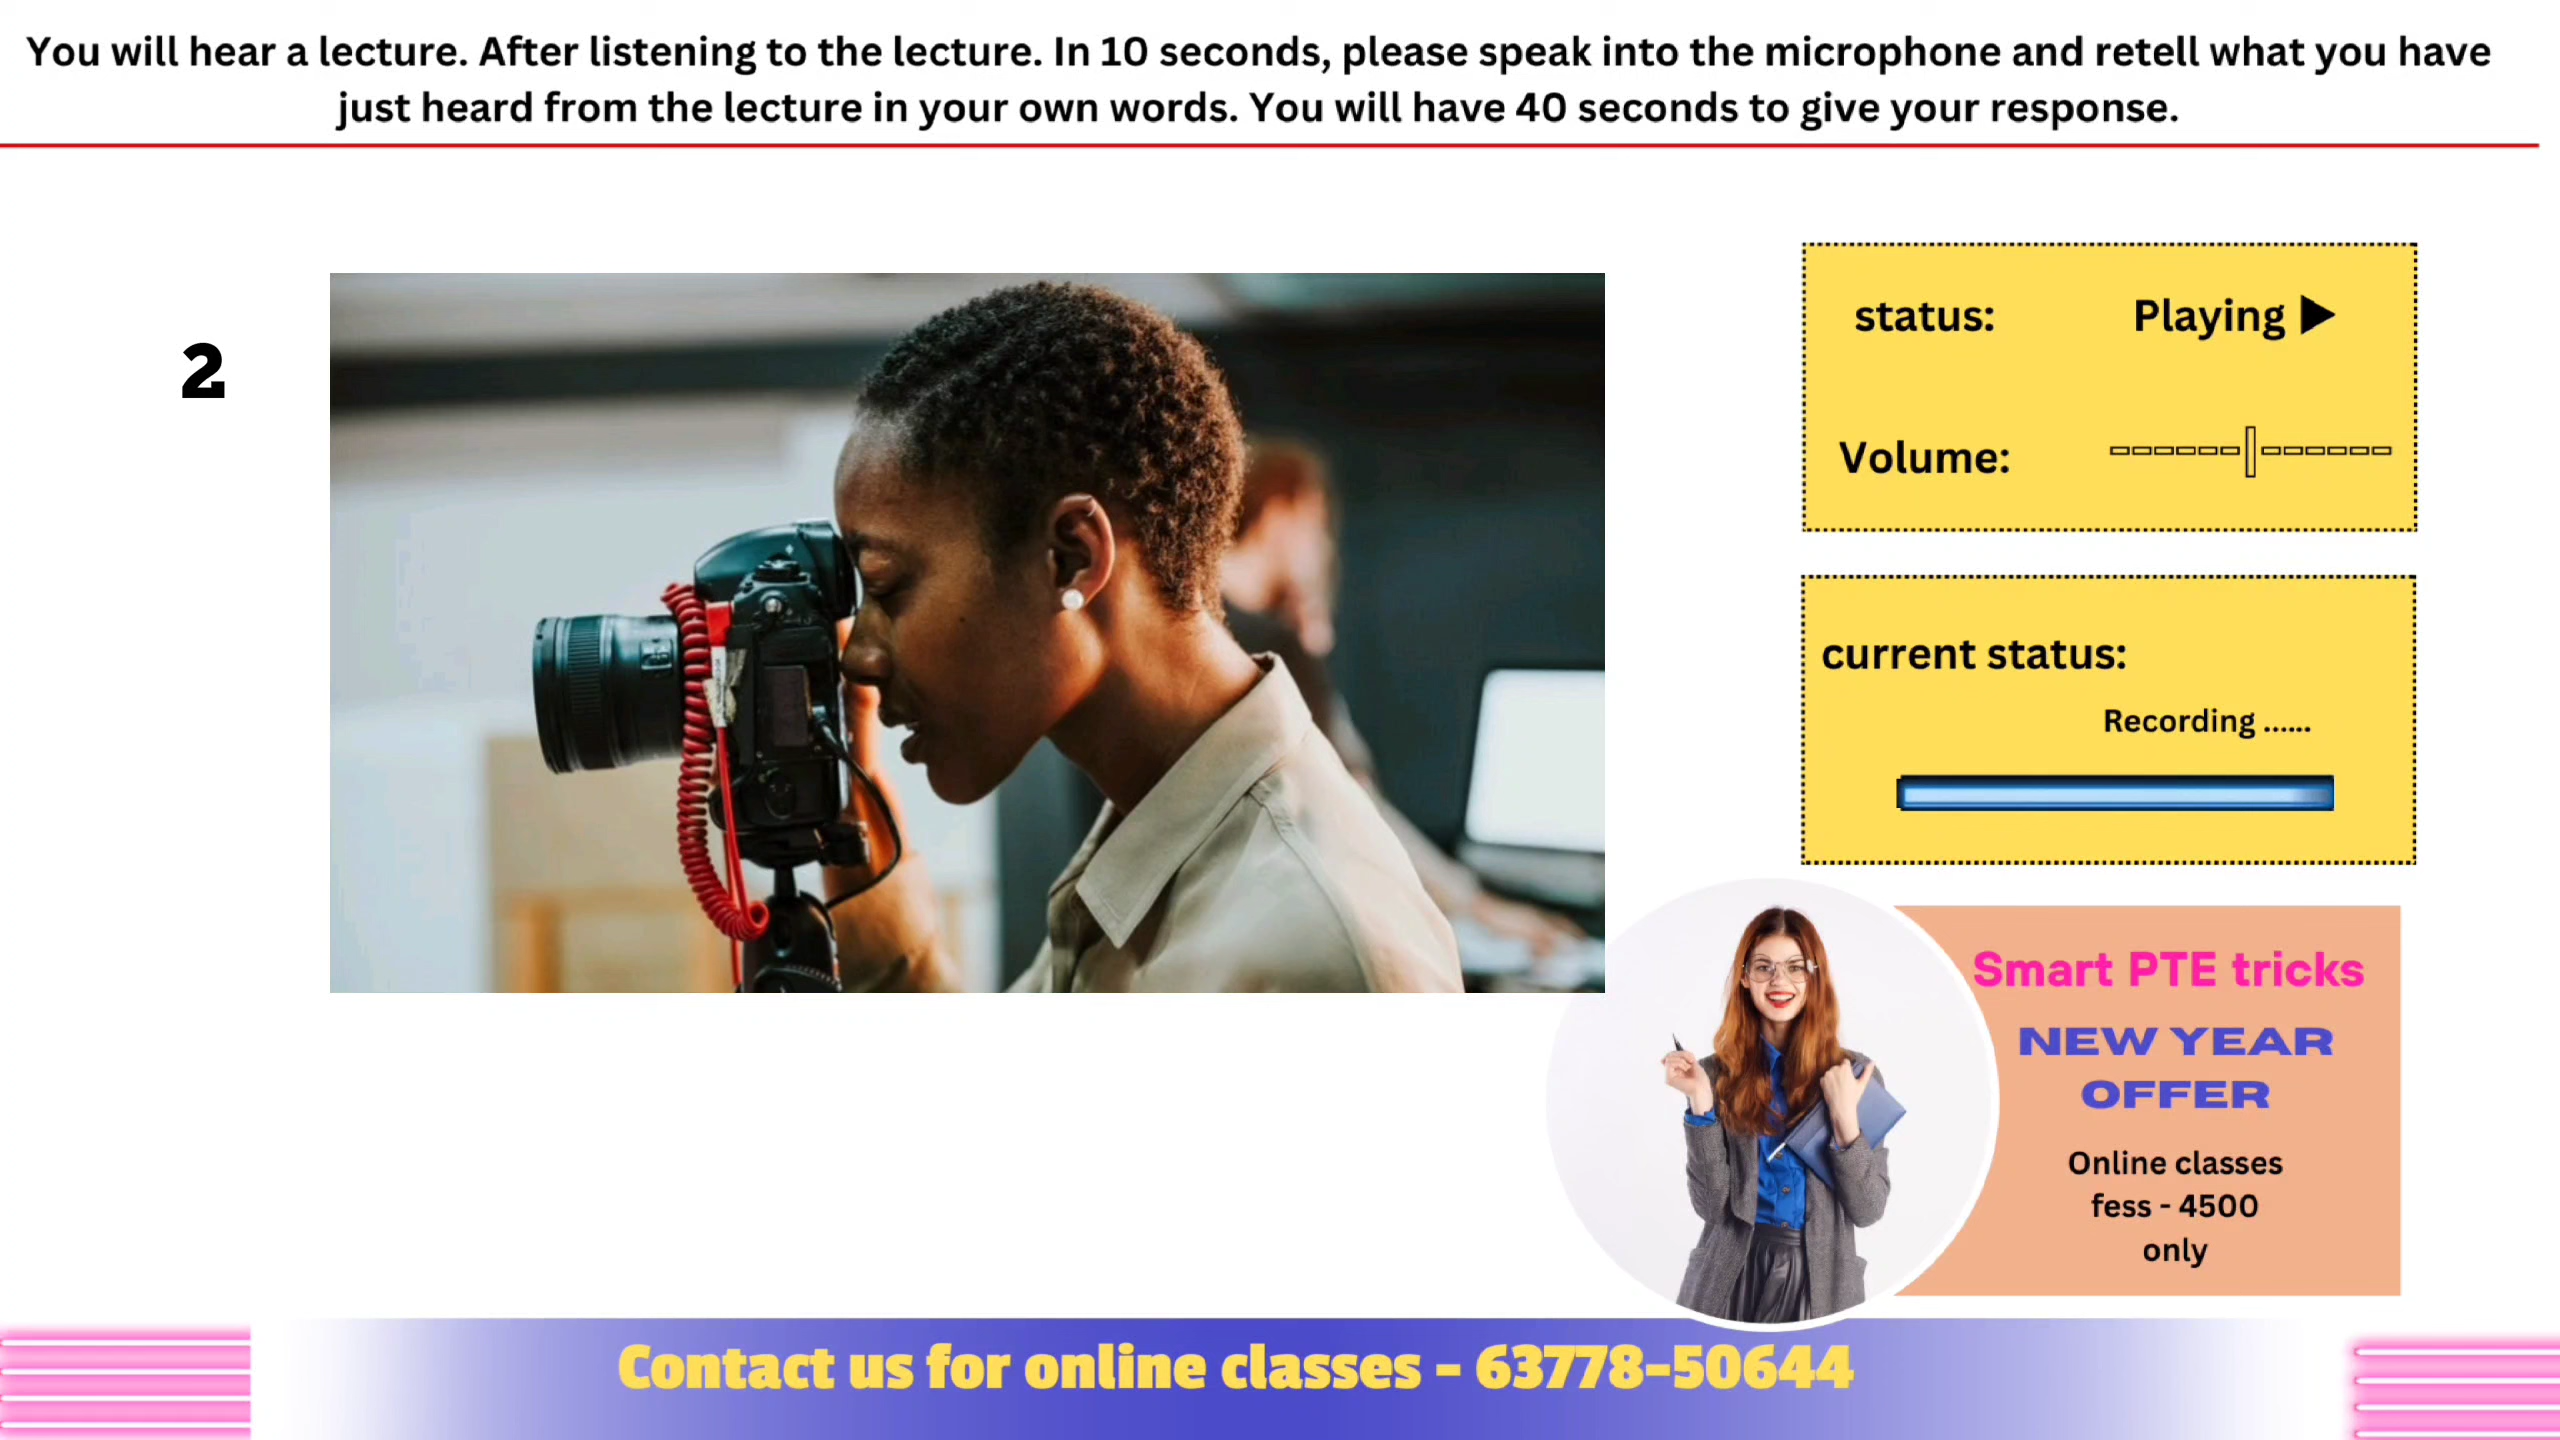 You will hear a lecture. After listening to the lecture. In 10 seconds, please speak into the microphone and retell what you have
just heard from the lecture in your own words. You will have 40 seconds to give your response.
2
status: Playing
Volume:
current status:
Recording ......
Smart PTE tricks
NEW YEAR
OFFER
Online classes
fess - 4500
only
Contact us for online classes - 63778-50644